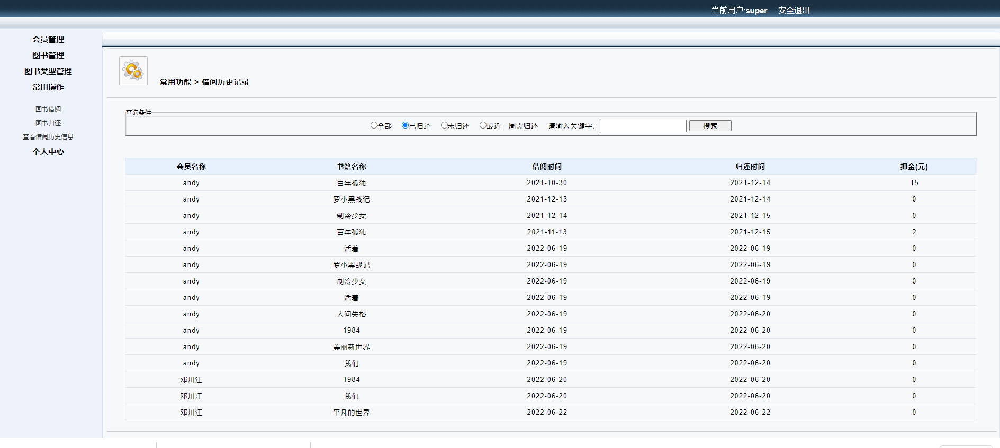 当前用户:super 安全退出
会员管理
图书管理
图书类型管理
常用操作
图书借阅
图书归还
查看借阅历史信息
个人中心
常用功能 > 借阅历史记录
查询条件
全部 已归还 未归还 最近一周需归还 请输入关键字: 搜索
会员名称 书籍名称 借阅时间 归还时间 押金(元)
andy 百年孤独 2021-10-30 2021-12-14 15
andy 罗小黑战记 2021-12-13 2021-12-14 0
andy 制冷少女 2021-12-14 2021-12-15 0
andy 百年孤独 2021-11-13 2021-12-15 2
andy 活着 2022-06-19 2022-06-19 0
andy 罗小黑战记 2022-06-19 2022-06-19 0
andy 制冷少女 2022-06-19 2022-06-19 0
andy 活着 2022-06-19 2022-06-19 0
andy 人间失格 2022-06-19 2022-06-20 0
andy 1984 2022-06-19 2022-06-20 0
andy 美丽新世界 2022-06-19 2022-06-20 0
andy 我们 2022-06-19 2022-06-20 0
邓川江 1984 2022-06-20 2022-06-20 0
邓川江 我们 2022-06-20 2022-06-20 0
邓川江 平凡的世界 2022-06-22 2022-06-22 0